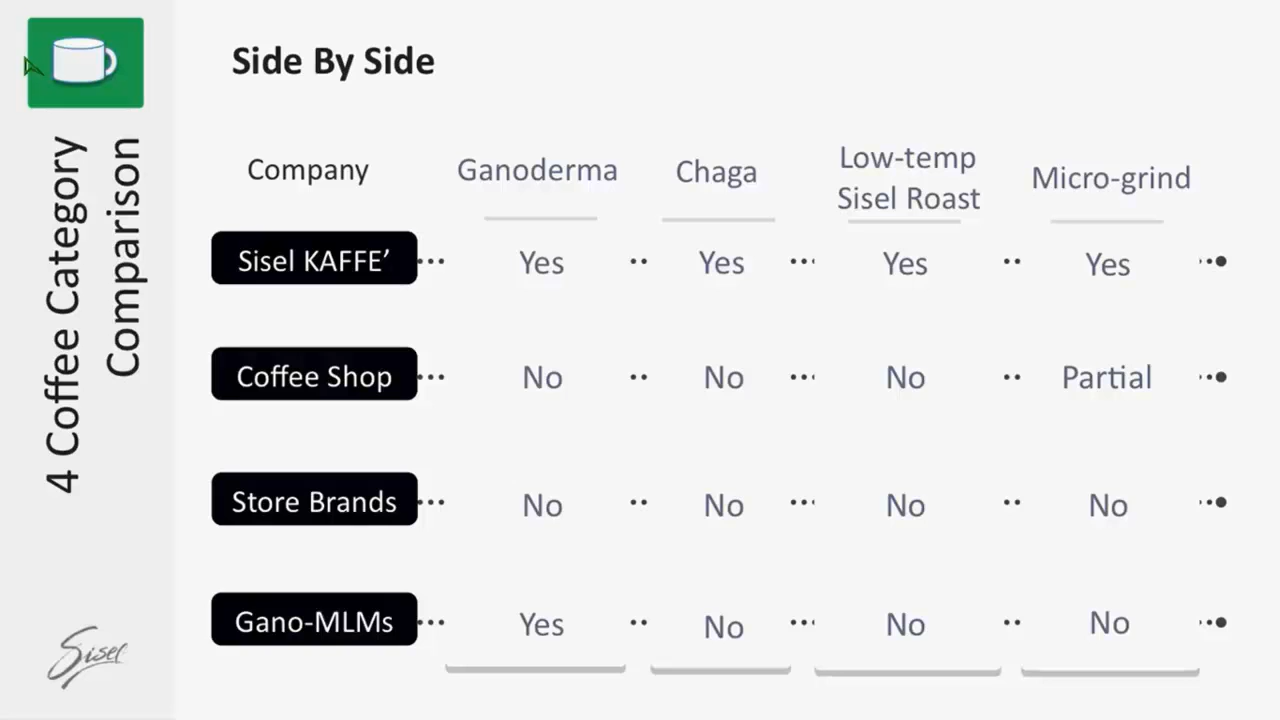 4 Coffee Category
Comparison
Sisel
Side By Side
Company Ganoderma Chaga Low-temp Micro-grind
Sisel Roast
Sisel KAFFE’ Yes Yes Yes Yes
Coffee Shop No No No Partial
Store Brands No No No No
Gano-MLMs Yes No No No